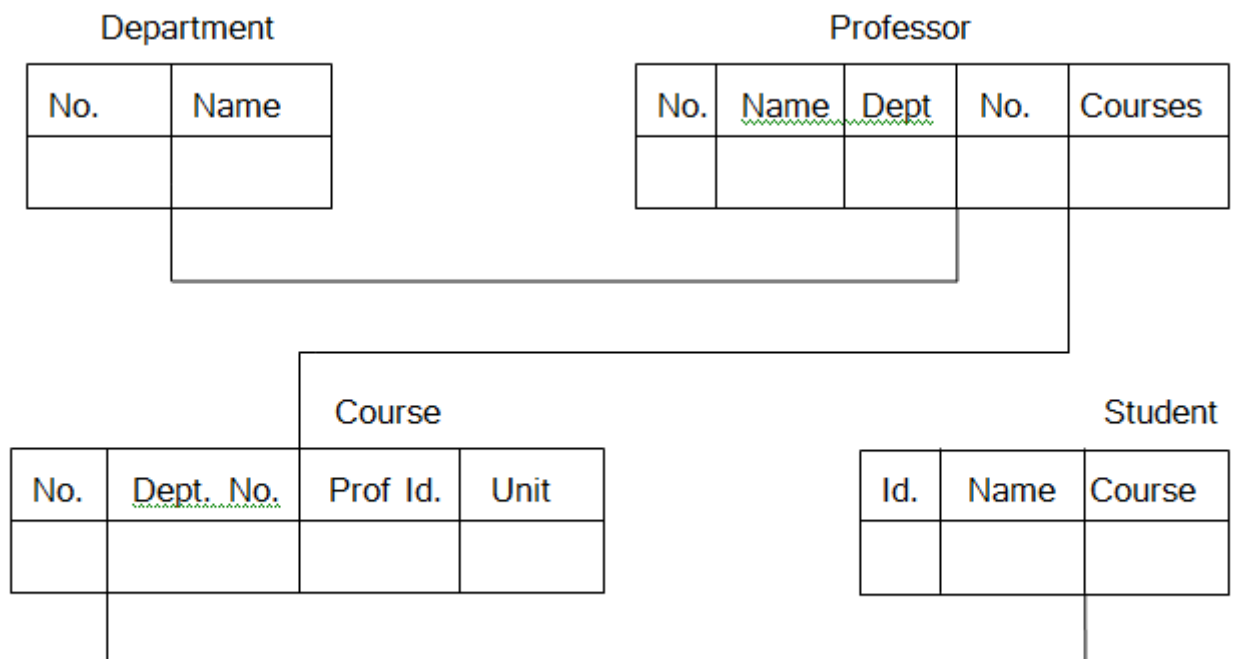 Department
Professor
No. Name
No. Name Dept No. Courses
Course
Student
No. Dept. No. Prof Id. Unit
Id. Name Course